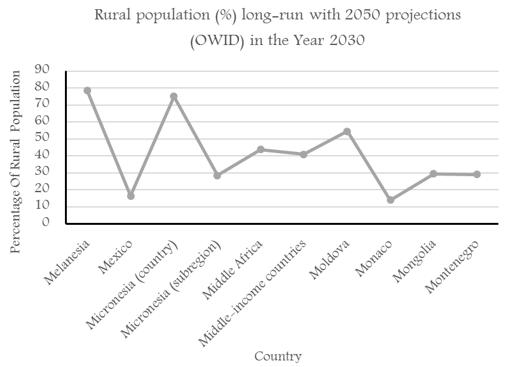 Rural population (%) long-run with 2050 projections
(OWID) in the Year 2030
Percentage Of Rural Population
90
80
70
60
50
40
30
20
10
0
Melanesia
Mexico
Micronesia (country)
Micronesia (subregion)
Middle Africa
Middle-income countries
Moldova
Monaco
Mongolia
Montenegro
Country